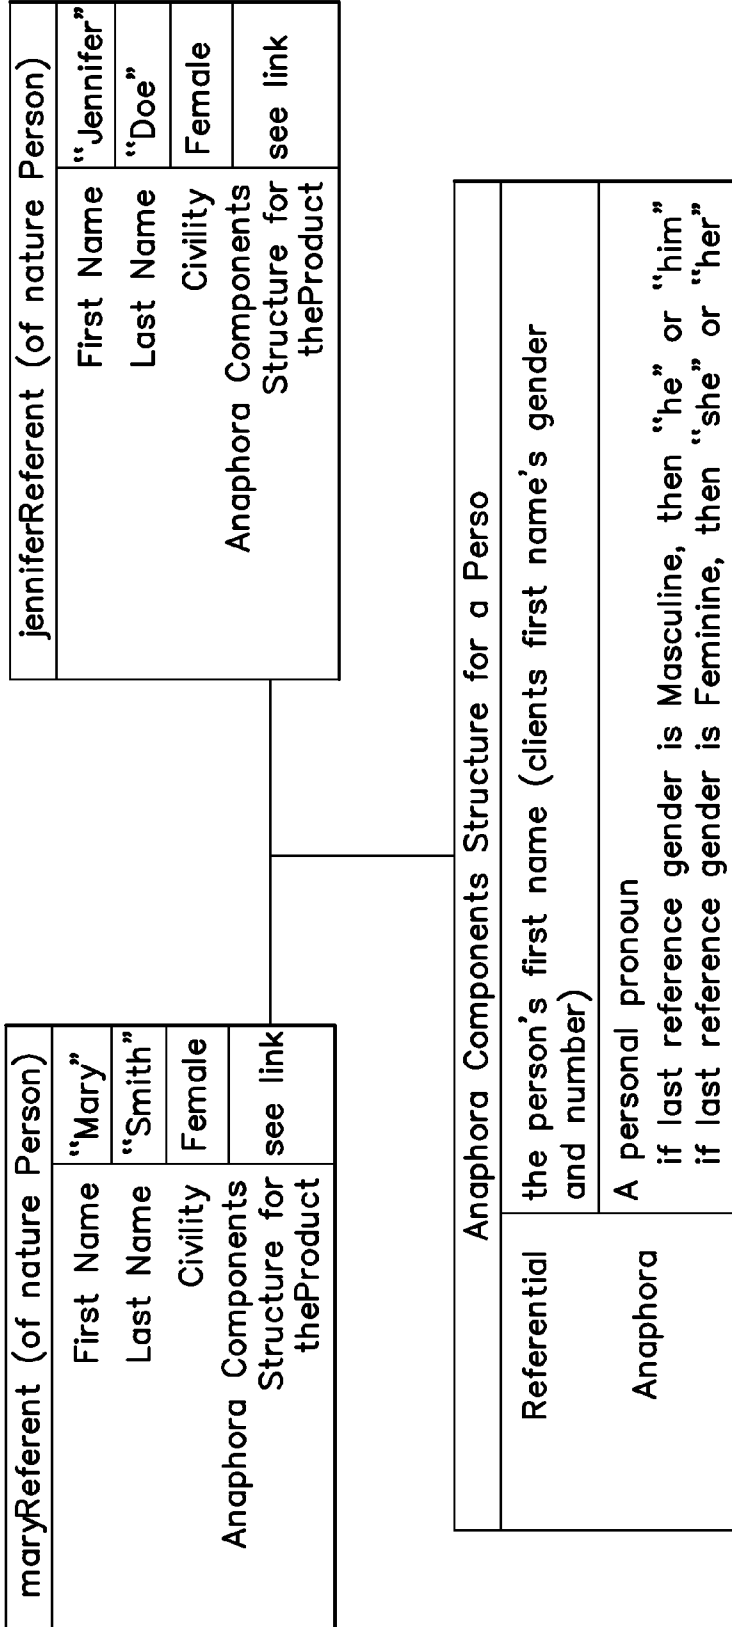 maryReferent (of nature Person)
First Name “Mary”
Last Name “Smith”
Civility Female
Anaphora Components
Structure for see link
theProduct
jenniferReferent (of nature Person)
First Name “Jennifer”
Last Name “Doe”
Civility Female
Anaphora Components
Structure for see link
theProduct
Anaphora Components Structure for a Perso
Referential the person's first name (clients first name's gender
and number)
Anaphora A personal pronoun
if last reference gender is Masculine, then “he” or “him”
if last reference gender is Feminine, then “she” or “her”